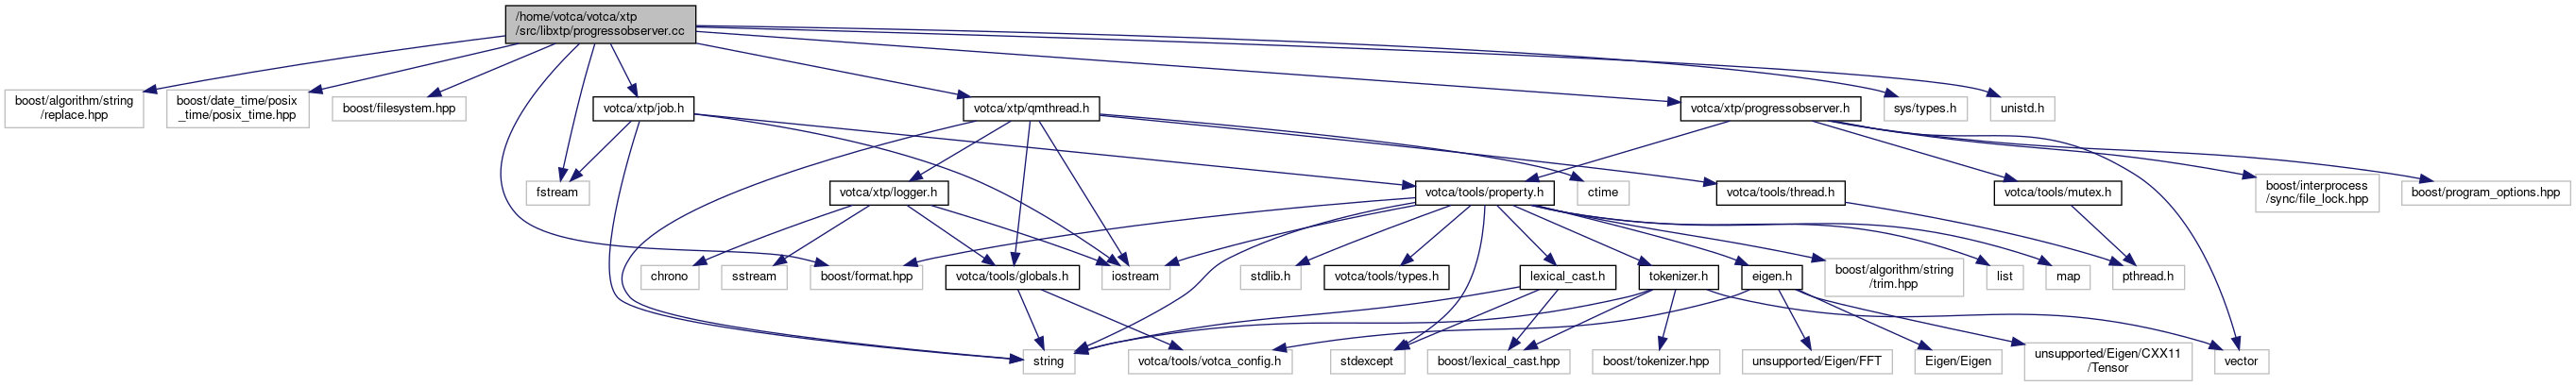 /home/votca/votca/xtp
/src/libxtp/progressobserver.cc
boost/algorithm/string
/replace.hpp
boost/date_time/posix
_time/posix_time.hpp
boost/filesystem.hpp
votca/xtp/job.h
votca/xtp/qmthread.h
votca/xtp/progressobserver.h
sys/types.h
unistd.h
fstream
votca/xtp/logger.h
votca/tools/property.h
ctime
votca/tools/thread.h
votca/tools/mutex.h
boost/interprocess
/sync/file_lock.hpp
boost/program_options.hpp
chrono
sstream
boost/format.hpp
votca/tools/globals.h
iostream
stdlib.h
votca/tools/types.h
lexical_cast.h
tokenizer.h
eigen.h
boost/algorithm/string
/trim.hpp
list
map
pthread.h
string
votca/tools/votca_config.h
stdexcept
boost/lexical_cast.hpp
boost/tokenizer.hpp
unsupported/Eigen/FFT
Eigen/Eigen
unsupported/Eigen/CXX11
/Tensor
vector